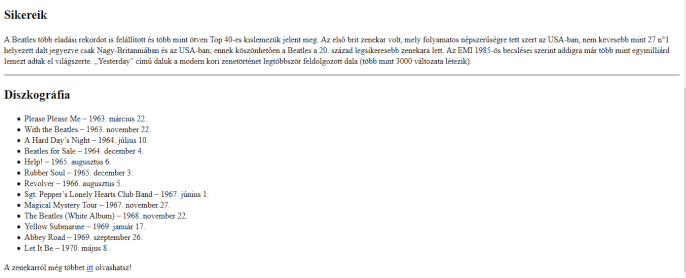 Sikereik
A Beatles több eladási rekordot is felállított és több mint ötven Top 40-es kislemezük jelent meg. Az első brit zenekar volt, mely folyamatos népszerűségre tett szert az USA-ban, nem kevesebb mint 27 n°1
helyezett dalt jegyezve csak Nagy-Britanniában és az USA-ban; ennek köszönhetően a Beatles a 20. század legsikeresebb zenekara lett. Az EMI 1985-ös becslései szerint addigra már több mint egymilliárd
lemezt adtak el világszerte. „Yesterday” című daluk a modern kori zenetörténet legtöbbször feldolgozott dala (több mint 3000 változata létezik).
Diszkográfia
• Please Please Me – 1963. március 22.
• With the Beatles – 1963. november 22.
• A Hard Day's Night – 1964. július 10.
• Beatles for Sale – 1964. december 4.
• Help! – 1965. augusztus 6.
• Rubber Soul – 1965. december 3.
• Revolver – 1966. augusztus 5.
• Sgt. Pepper's Lonely Hearts Club Band – 1967. június 1.
• Magical Mystery Tour – 1967. november 27.
• The Beatles (White Album) – 1968. november 22.
• Yellow Submarine – 1969. január 17.
• Abbey Road – 1969. szeptember 26.
• Let It Be – 1970. május 8.
A zenekarról még többet itt olvashatsz!